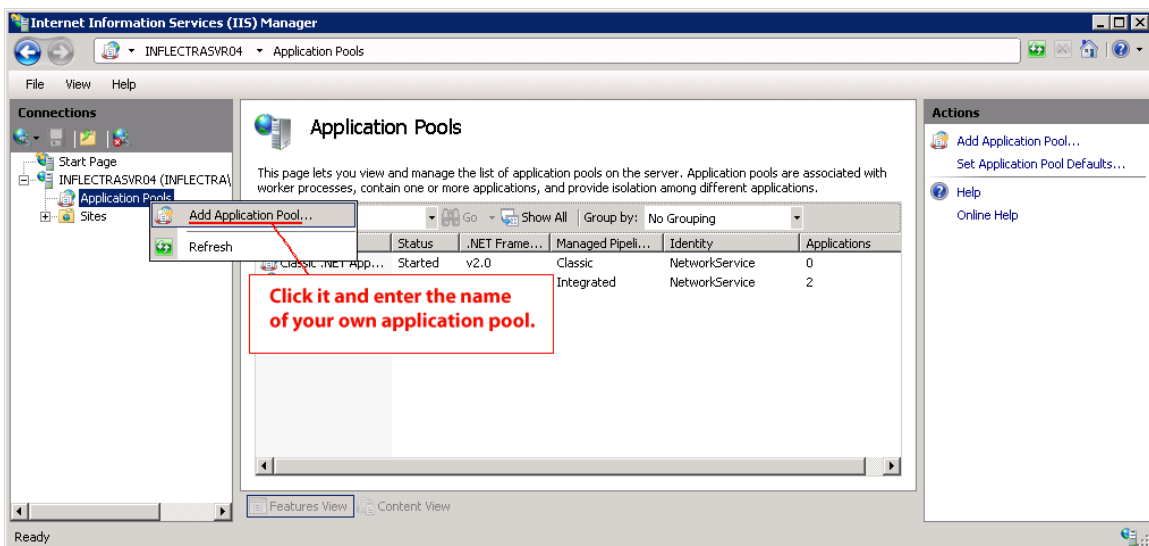 Internet Information Services (IIS) Manager
INFLECTRASVR04 Application Pools
File View Help
Connections
Start Page
INFLECTRASVR04 (INFLECTRA\
Application Pools
Sites
Add Application Pool...
Refresh
Application Pools
This page lets you view and manage the list of application pools on the server. Application pools are associated with
worker processes, contain one or more applications, and provide isolation among different applications.
Go Show All Group by: No Grouping
Status .NET Frame... Managed Pipeli... Identity Applications
Classic .NET App... Started v2.0 Classic NetworkService 0
Integrated NetworkService 2
Click it and enter the name
of your own application pool.
Features View Content View
Actions
Add Application Pool...
Set Application Pool Defaults...
Help
Online Help
Ready